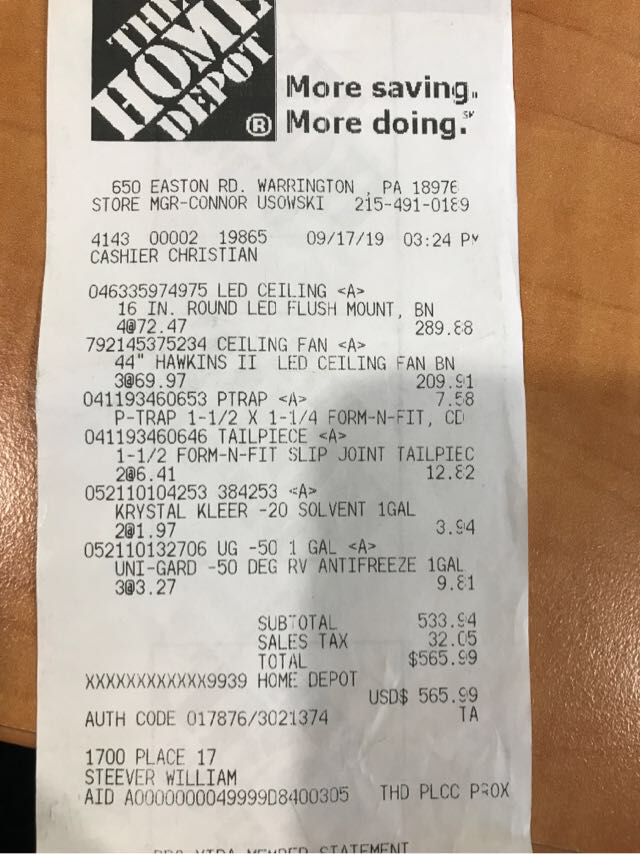 THE
HOME
DEPOT
®
More saving.
More doing.℠
650 EASTON RD. WARRINGTON , PA 18976
STORE MGR-CONNOR USOWSKI 215-491-0189
4143 00002 19865 09/17/19 03:24 PM
CASHIER CHRISTIAN
046335974975 LED CEILING <A>
16 IN. ROUND LED FLUSH MOUNT, BN
4@72.47 289.88
792145375234 CEILING FAN <A>
44" HAWKINS II LED CEILING FAN BN
3@69.97 209.91
041193460653 PTRAP <A> 7.58
P-TRAP 1-1/2 X 1-1/4 FORM-N-FIT, CD
041193460646 TAILPIECE <A>
1-1/2 FORM-N-FIT SLIP JOINT TAILPIEC
2@6.41 12.82
052110104253 384253 <A>
KRYSTAL KLEER -20 SOLVENT 1GAL
2@1.97 3.94
052110132706 UG -50 1 GAL <A>
UNI-GARD -50 DEG RV ANTIFREEZE 1GAL
3@3.27 9.81
SUBTOTAL 533.94
SALES TAX 32.05
TOTAL $565.99
XXXXXXXXXXXX9939 HOME DEPOT
USD$ 565.99
AUTH CODE 017876/3021374 TA
1700 PLACE 17
STEEVER WILLIAM
AID A0000000049999D8400305 THD PLCC PROX
PRO XTRA MEMBER STATEMENT